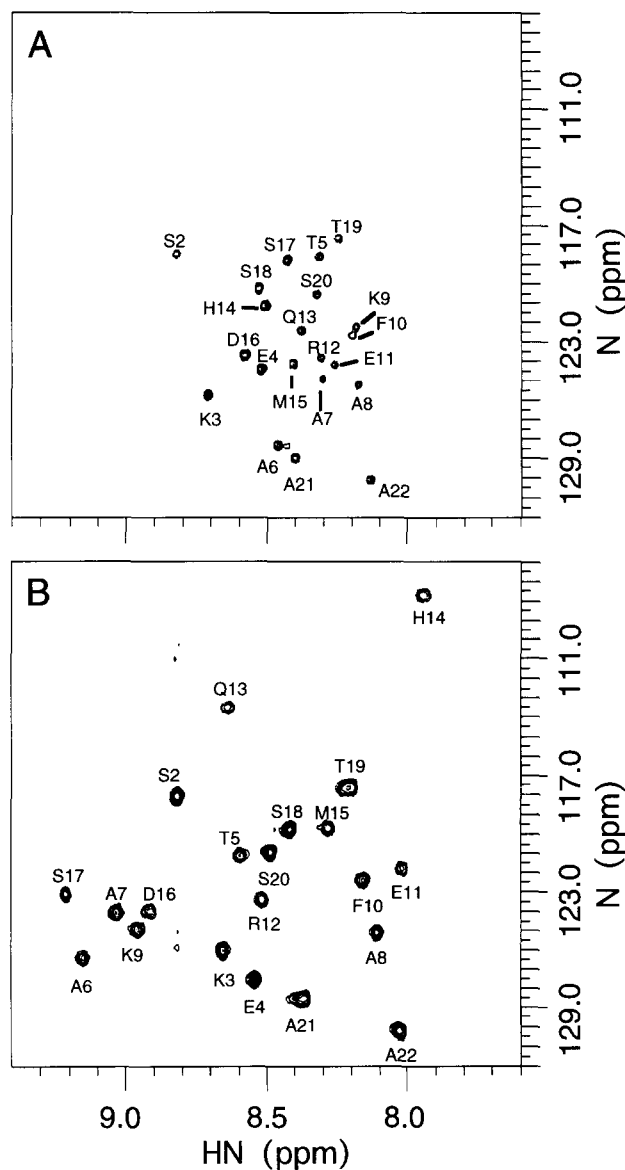 A
111.0
117.0
123.0
129.0
N (ppm)
S2
S17
T5
T19
S18
S20
H14
K9
Q13
F10
D16
E4
R12
E11
M15
A7
A8
K3
A6
A21
A22
B
H14
111.0
117.0
123.0
129.0
N (ppm)
Q13
S2
T19
S18
M15
T5
S17
A7
D16
S20
E11
F10
R12
K9
A8
A6
K3
E4
A21
A22
9.0
8.5
8.0
HN (ppm)